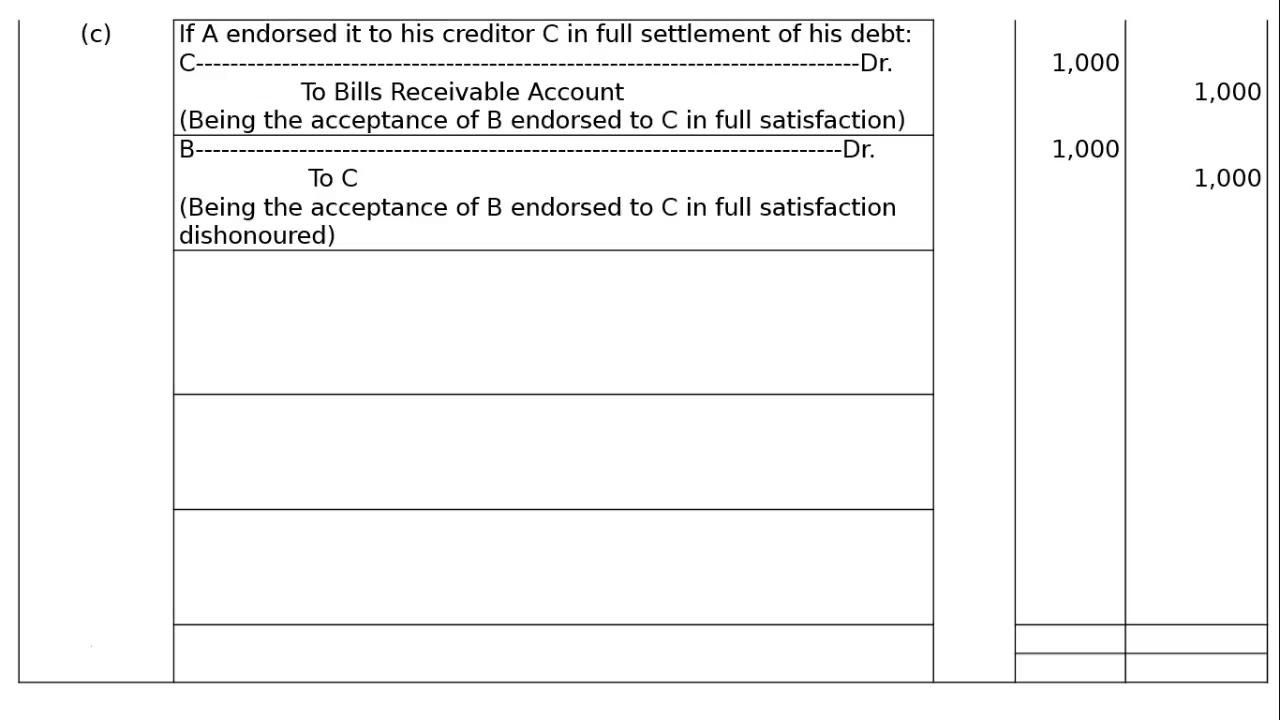 (c) If A endorsed it to his creditor C in full settlement of his debt:
C------------------------------------------------------------------------------Dr. 1,000
To Bills Receivable Account 1,000
(Being the acceptance of B endorsed to C in full satisfaction)
B----------------------------------------------------------------------------Dr. 1,000
To C 1,000
(Being the acceptance of B endorsed to C in full satisfaction
dishonoured)